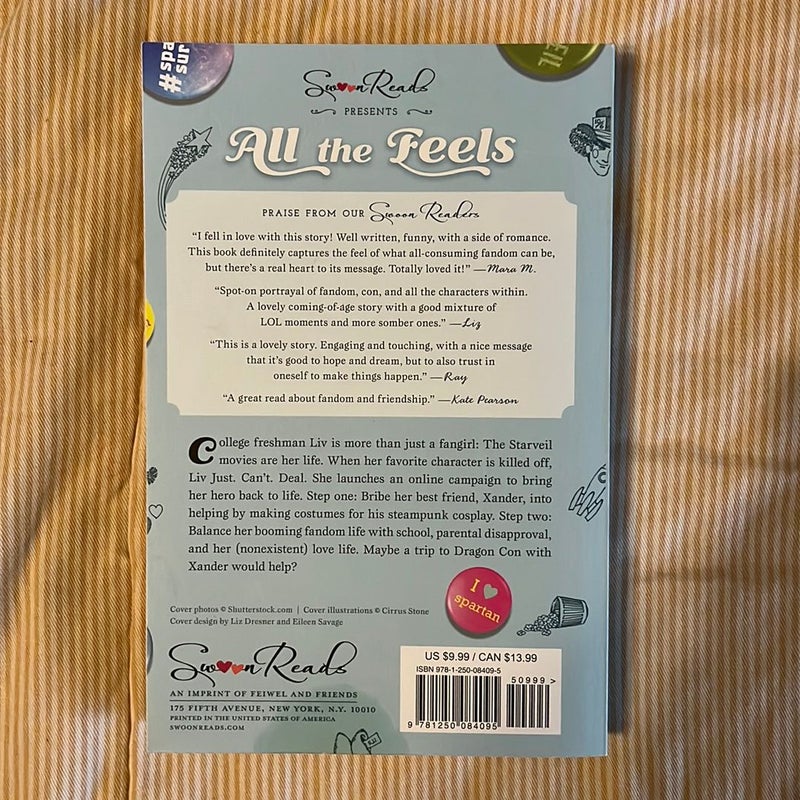 #spa
sur
EIL
Swoon Reads
PRESENTS
All the Feels
PRAISE FROM OUR Swoon Readers
“I fell in love with this story! Well written, funny, with a side of romance.
This book definitely captures the feel of what all-consuming fandom can be,
but there’s a real heart to its message. Totally loved it!” —Mara M.
“Spot-on portrayal of fandom, con, and all the characters within.
A lovely coming-of-age story with a good mixture of
LOL moments and more somber ones.” —Liz
“This is a lovely story. Engaging and touching, with a nice message
that it’s good to hope and dream, but to also trust in
oneself to make things happen.” —Ray
“A great read about fandom and friendship.” —Kate Pearson
College freshman Liv is more than just a fangirl: The Starveil
movies are her life. When her favorite character is killed off,
Liv Just. Can’t. Deal. She launches an online campaign to bring
her hero back to life. Step one: Bribe her best friend, Xander, into
helping by making costumes for his steampunk cosplay. Step two:
Balance her booming fandom life with school, parental disapproval,
and her (nonexistent) love life. Maybe a trip to Dragon Con with
Xander would help?
I
spartan
Cover photos © Shutterstock.com | Cover illustrations © Cirrus Stone
Cover design by Liz Dresner and Eileen Savage
Swoon Reads
AN IMPRINT OF FEIWEL AND FRIENDS
175 FIFTH AVENUE, NEW YORK, N.Y. 10010
PRINTED IN THE UNITED STATES OF AMERICA
SWOONREADS.COM
US $9.99 / CAN $13.99
ISBN 978-1-250-08409-5
50999 >
9 781250 084095